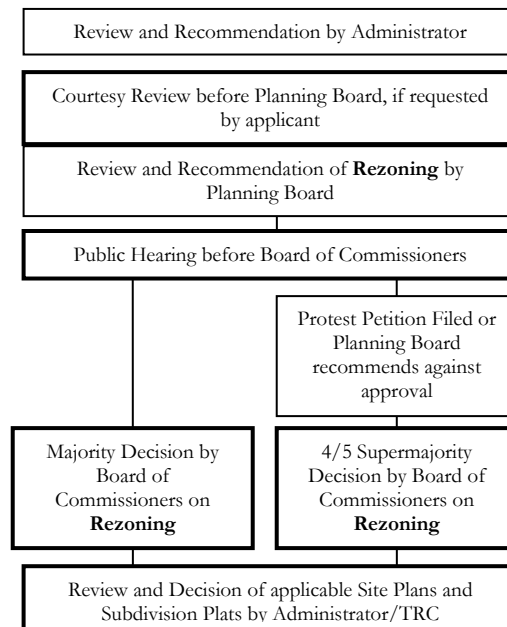 Review and Recommendation by Administrator
Courtesy Review before Planning Board, if requested
by applicant
Review and Recommendation of Rezoning by
Planning Board
Public Hearing before Board of Commissioners
Protest Petition Filed or
Planning Board
recommends against
approval
Majority Decision by
Board of
Commissioners on
Rezoning
4/5 Supermajority
Decision by Board of
Commissioners on
Rezoning
Review and Decision of applicable Site Plans and
Subdivision Plats by Administrator/TRC